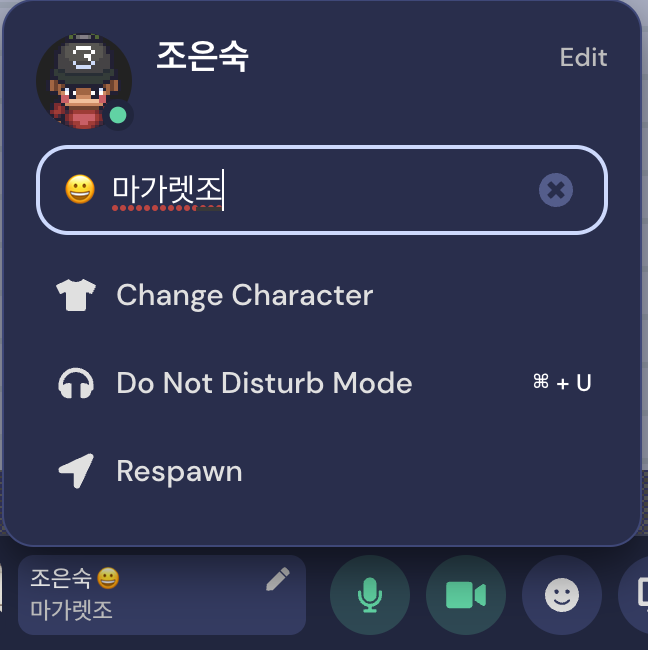 조은숙
Edit
😀 마가렛조
Change Character
Do Not Disturb Mode
⌘ + U
Respawn
조은숙😀
마가렛조